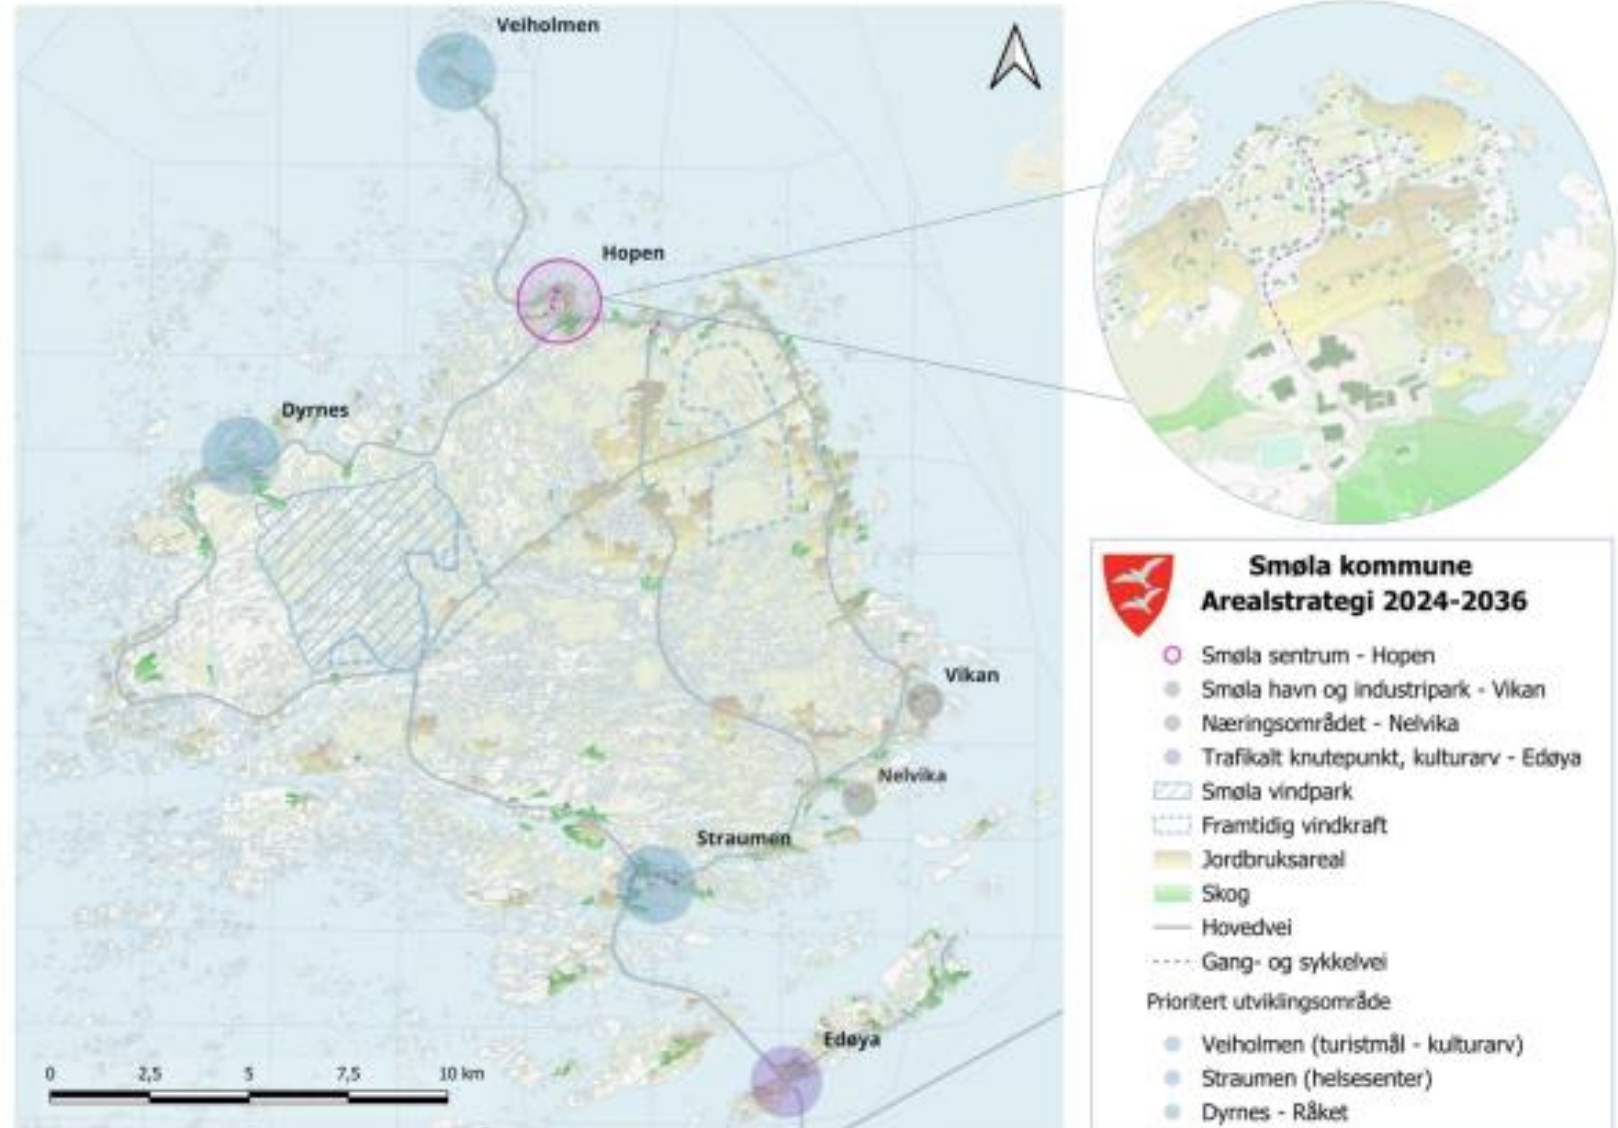 Veiholmen
Hopen
Dyrnes
Vikan
Nelvika
Straumen
Edøya
0 2,5 5 7,5 10 km
Smøla kommune
Arealstrategi 2024-2036
Smøla sentrum - Hopen
Smøla havn og industripark - Vikan
Næringsområdet - Nelvika
Trafikalt knutepunkt, kulturarv - Edøya
Smøla vindpark
Framtidig vindkraft
Jordbruksareal
Skog
Hovedvei
Gang- og sykkelvei
Prioritert utviklingsområde
Veiholmen (turistmål - kulturarv)
Straumen (helsesenter)
Dyrnes - Råket